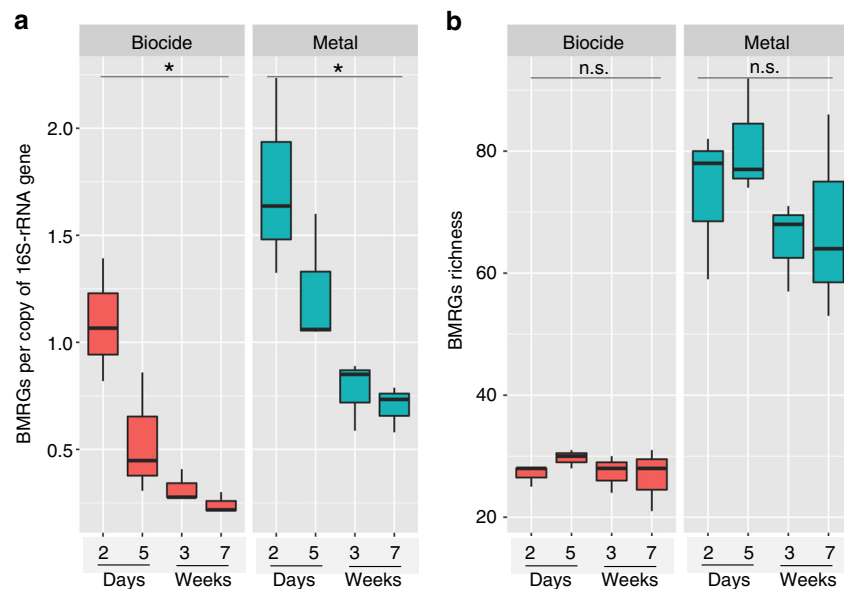 a
Biocide
Metal
*
*
BMRGs per copy of 16S-rRNA gene
2.0
1.5
1.0
0.5
2 5 3 7
Days Weeks
2 5 3 7
Days Weeks
b
Biocide
Metal
n.s.
n.s.
BMRGs richness
80
60
40
20
2 5 3 7
Days Weeks
2 5 3 7
Days Weeks